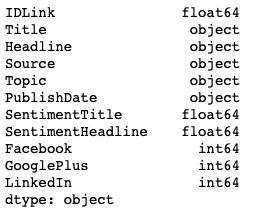 IDLink float64
Title object
Headline object
Source object
Topic object
PublishDate object
SentimentTitle float64
SentimentHeadline float64
Facebook int64
GooglePlus int64
LinkedIn int64
dtype: object